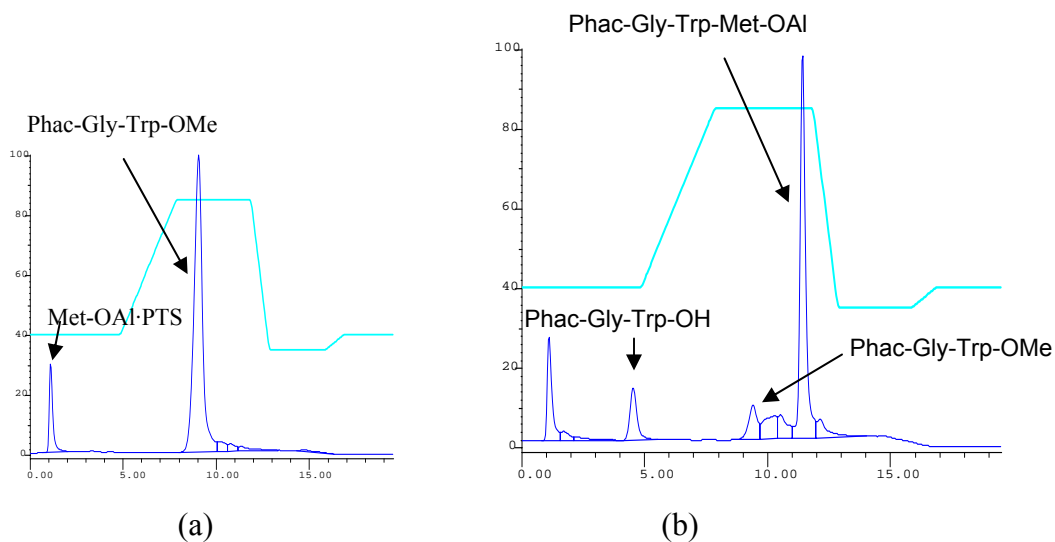 Phac-Gly-Trp-OMe
100
80
Met-OAl·PTS
60
40
20
0
0.00 5.00 10.00 15.00
(a)
Phac-Gly-Trp-Met-OAl
100
80
60
40
Phac-Gly-Trp-OH
Phac-Gly-Trp-OMe
20
0
0.00 5.00 10.00 15.00
(b)